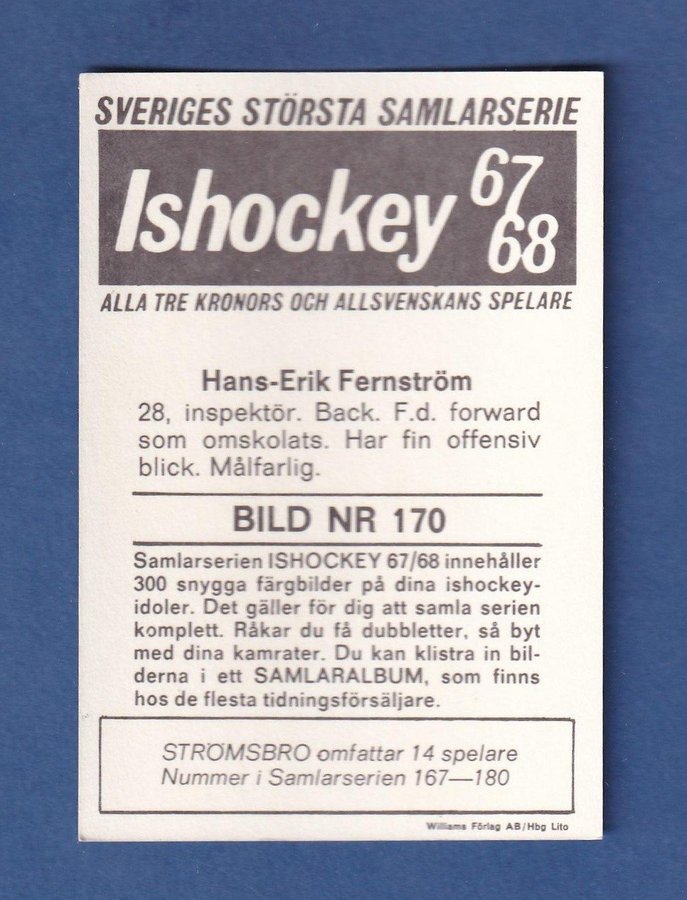 SVERIGES STÖRSTA SAMLARSERIE
Ishockey 67
68
ALLA TRE KRONORS OCH ALLSVENSKANS SPELARE
Hans-Erik Fernström
28, inspektör. Back. F.d. forward
som omskolats. Har fin offensiv
blick. Målfarlig.
BILD NR 170
Samlarserien ISHOCKEY 67/68 innehåller
300 snygga färgbilder på dina ishockey-
idoler. Det gäller för dig att samla serien
komplett. Råkar du få dubbletter, så byt
med dina kamrater. Du kan klistra in bil-
derna i ett SAMLARALBUM, som finns
hos de flesta tidningsförsäljare.
STRÖMSBRO omfattar 14 spelare
Nummer i Samlarserien 167—180
Williams Förlag AB/Hbg Lito